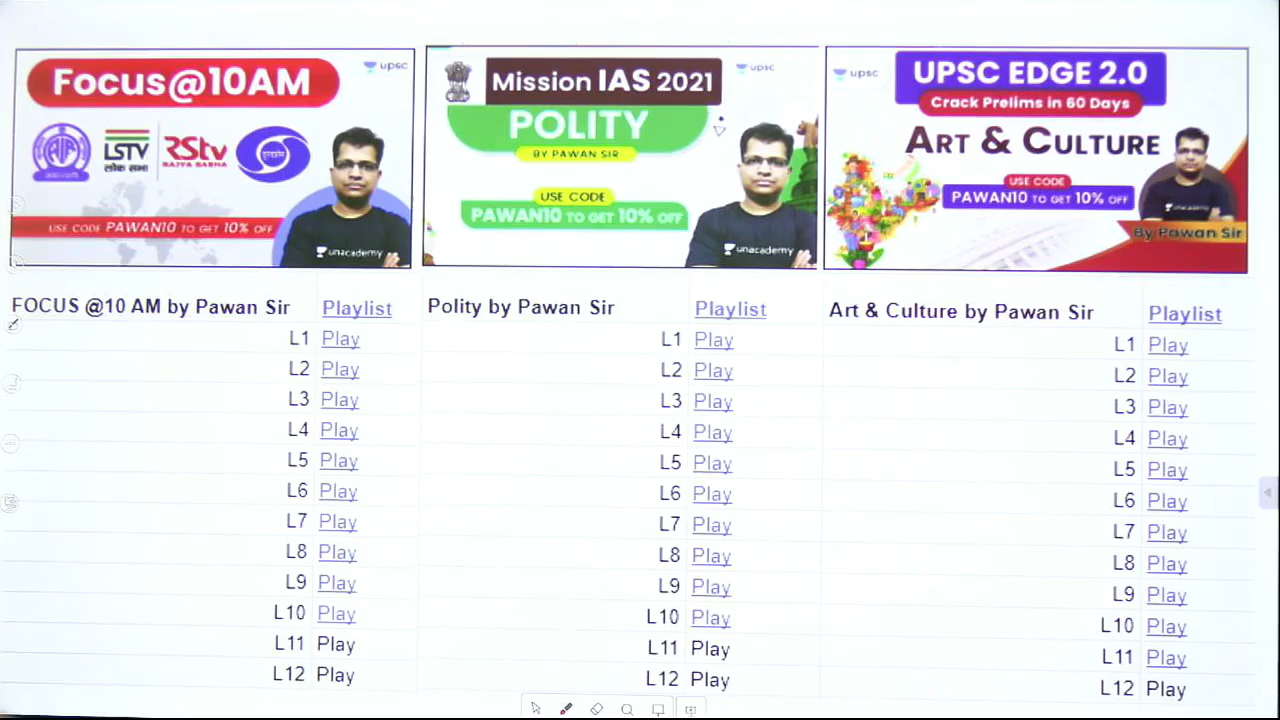 Focus@10AM
upsc
LSTV
लोक सभा
RStv
RAJYA SABHA
USE CODE PAWAN10 TO GET 10% OFF
unacademy
Mission IAS 2021
upsc
POLITY
BY PAWAN SIR
USE CODE
PAWAN10 TO GET 10% OFF
unacademy
upsc
UPSC EDGE 2.0
Crack Prelims in 60 Days
ART & CULTURE
USE CODE
PAWAN10 TO GET 10% OFF
unacademy
By Pawan Sir
FOCUS @10 AM by Pawan Sir Playlist
L1 Play
L2 Play
L3 Play
L4 Play
L5 Play
L6 Play
L7 Play
L8 Play
L9 Play
L10 Play
L11 Play
L12 Play
Polity by Pawan Sir Playlist
L1 Play
L2 Play
L3 Play
L4 Play
L5 Play
L6 Play
L7 Play
L8 Play
L9 Play
L10 Play
L11 Play
L12 Play
Art & Culture by Pawan Sir Playlist
L1 Play
L2 Play
L3 Play
L4 Play
L5 Play
L6 Play
L7 Play
L8 Play
L9 Play
L10 Play
L11 Play
L12 Play